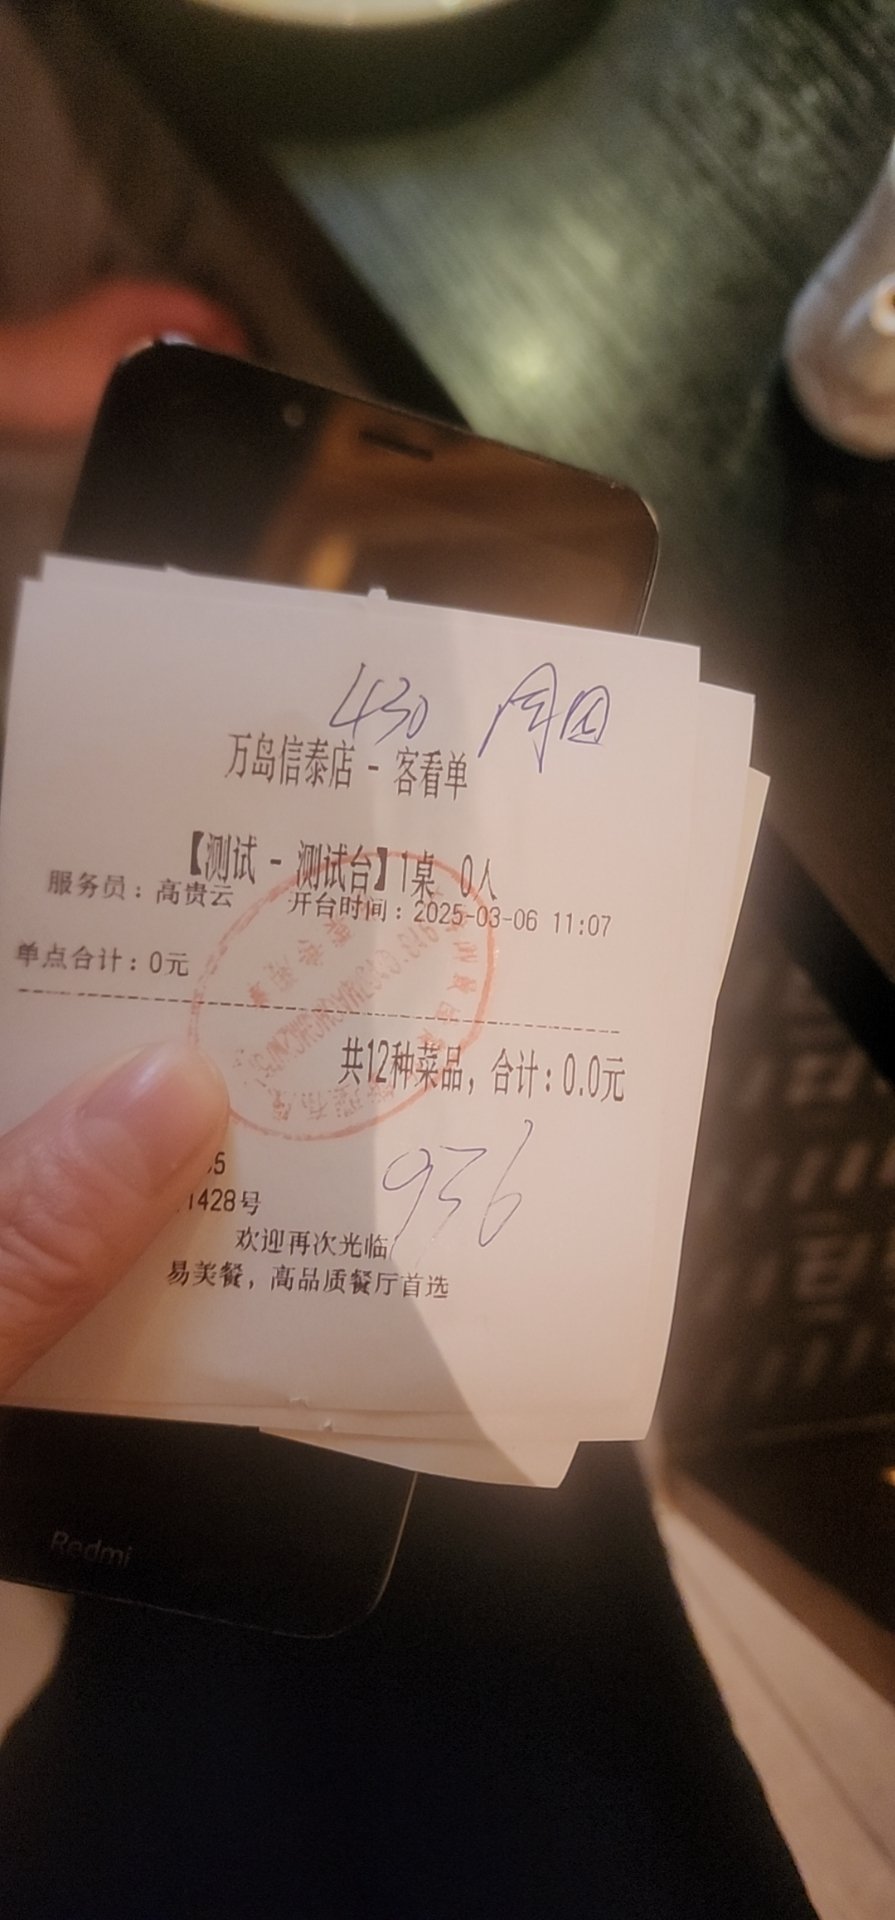 430 周四
万岛信泰店 - 客看单
【测试 - 测试台】1桌 0人
服务员：高贵云 开台时间：2025-03-06 11:07
单点合计：0元
共12种菜品，合计：0.0元
936
1428号
欢迎再次光临
易美餐，高品质餐厅首选
Redmi